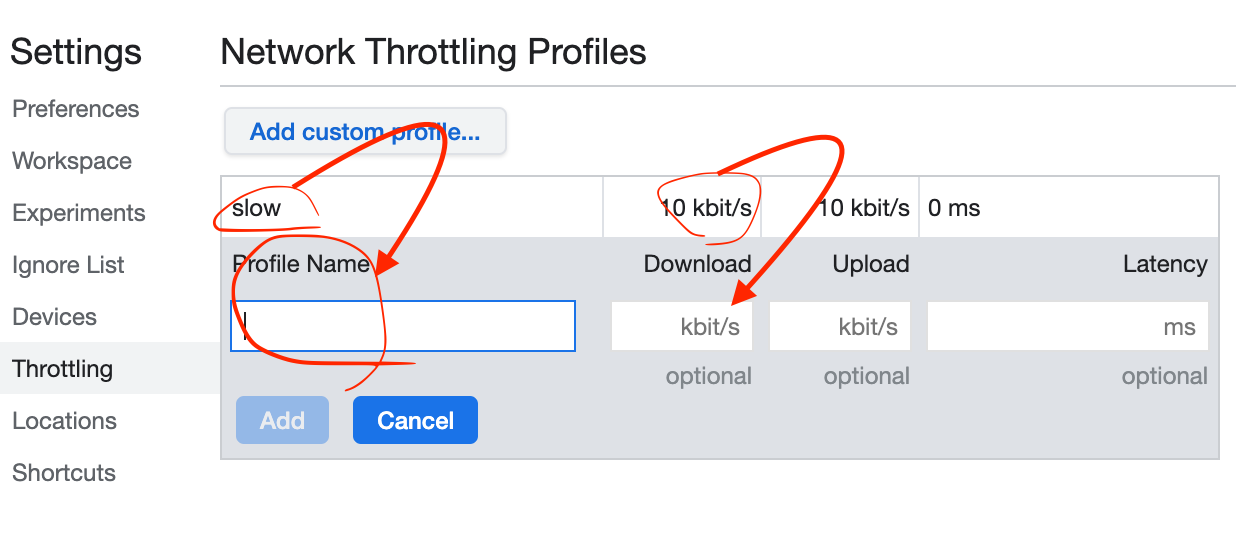 Settings
Preferences
Workspace
Experiments
Ignore List
Devices
Throttling
Locations
Shortcuts
Network Throttling Profiles
Add custom profile...
slow 10 kbit/s 10 kbit/s 0 ms
Profile Name Download Upload Latency
kbit/s kbit/s ms
optional optional optional
Add Cancel